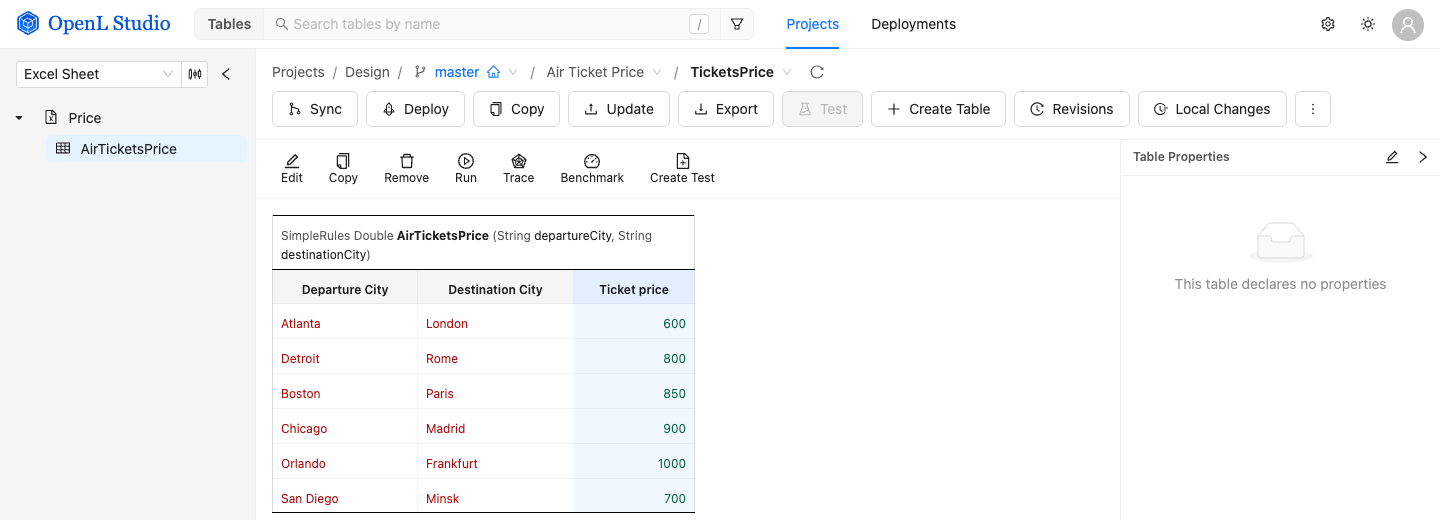 OpenL Studio
Tables
Search tables by name
/
Projects
Deployments
Excel Sheet
Projects / Design / master / Air Ticket Price / TicketsPrice
Sync
Deploy
Copy
Update
Export
Test
Create Table
Revisions
Local Changes
Price
AirTicketsPrice
Edit
Copy
Remove
Run
Trace
Benchmark
Create Test
Table Properties
This table declares no properties
SimpleRules Double AirTicketsPrice (String departureCity, String
destinationCity)
Departure City Destination City Ticket price
Atlanta London 600
Detroit Rome 800
Boston Paris 850
Chicago Madrid 900
Orlando Frankfurt 1000
San Diego Minsk 700